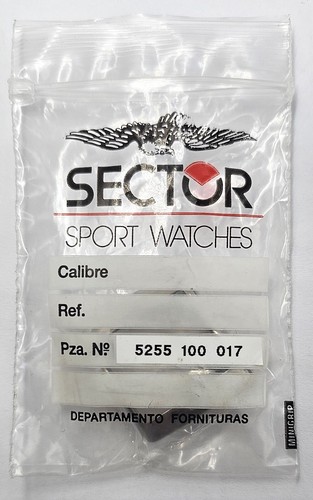 SECTOR
SPORT WATCHES
Calibre
Ref.
Pza. Nº 5255 100 017
DEPARTAMENTO FORNITURAS
MINIGRIP